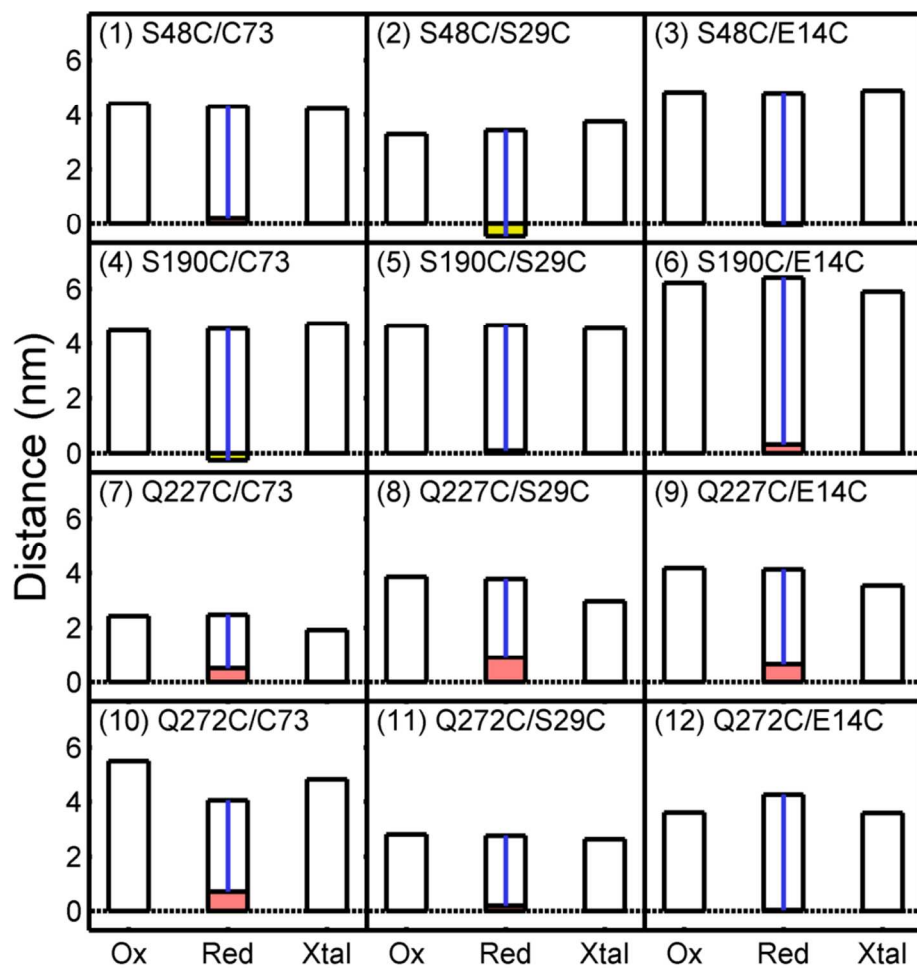 (1) S48C/C73
(2) S48C/S29C
(3) S48C/E14C
6
4
2
0
(4) S190C/C73
(5) S190C/S29C
(6) S190C/E14C
6
4
2
0
Distance (nm)
(7) Q227C/C73
(8) Q227C/S29C
(9) Q227C/E14C
6
4
2
0
(10) Q272C/C73
(11) Q272C/S29C
(12) Q272C/E14C
6
4
2
0
Ox Red Xtal Ox Red Xtal Ox Red Xtal